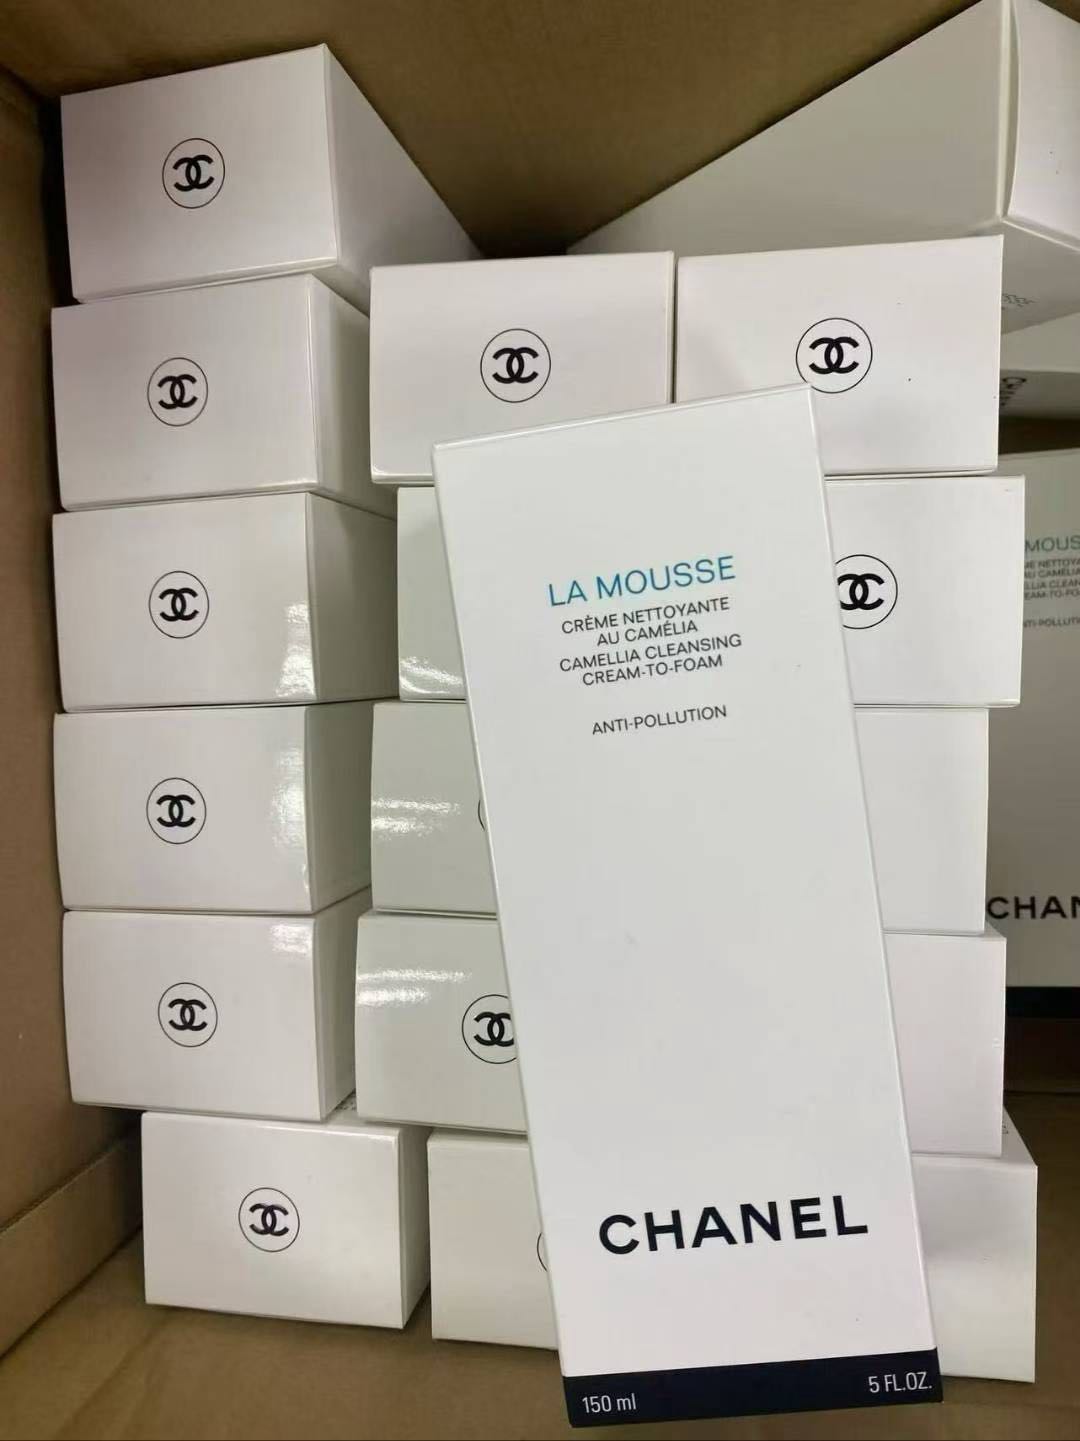 LA MOUSSE
CRÈME NETTOYANTE
AU CAMÉLIA
CAMELLIA CLEANSING
CREAM-TO-FOAM
ANTI-POLLUTION
CHANEL
150 ml
5 FL.OZ.